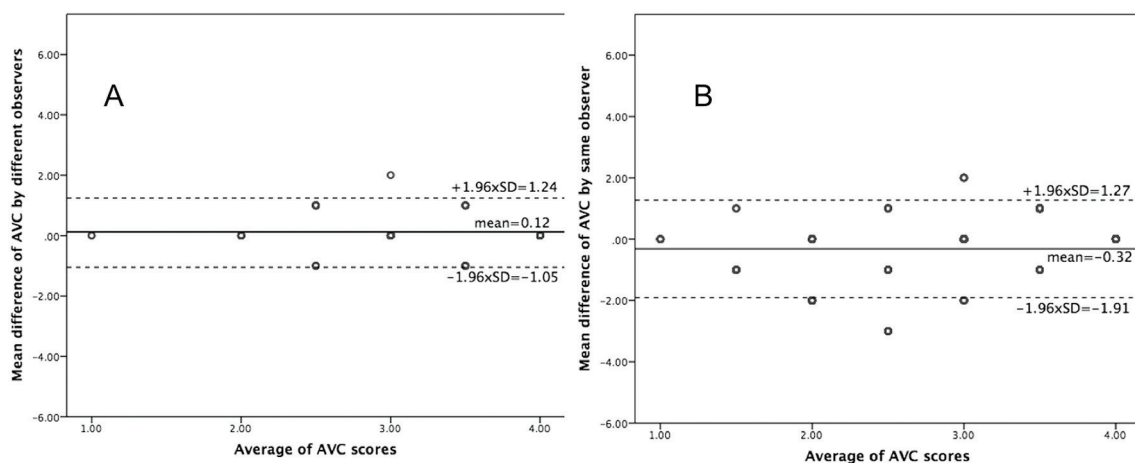 A
Mean difference of AVC by different observers
6.00
4.00
2.00
.00
-2.00
-4.00
-6.00
+1.96xSD=1.24
mean=0.12
-1.96xSD=-1.05
1.00
2.00
3.00
4.00
Average of AVC scores
B
Mean difference of AVC by same observer
6.00
4.00
2.00
.00
-2.00
-4.00
-6.00
+1.96xSD=1.27
mean=-0.32
-1.96xSD=-1.91
1.00
2.00
3.00
4.00
Average of AVC scores